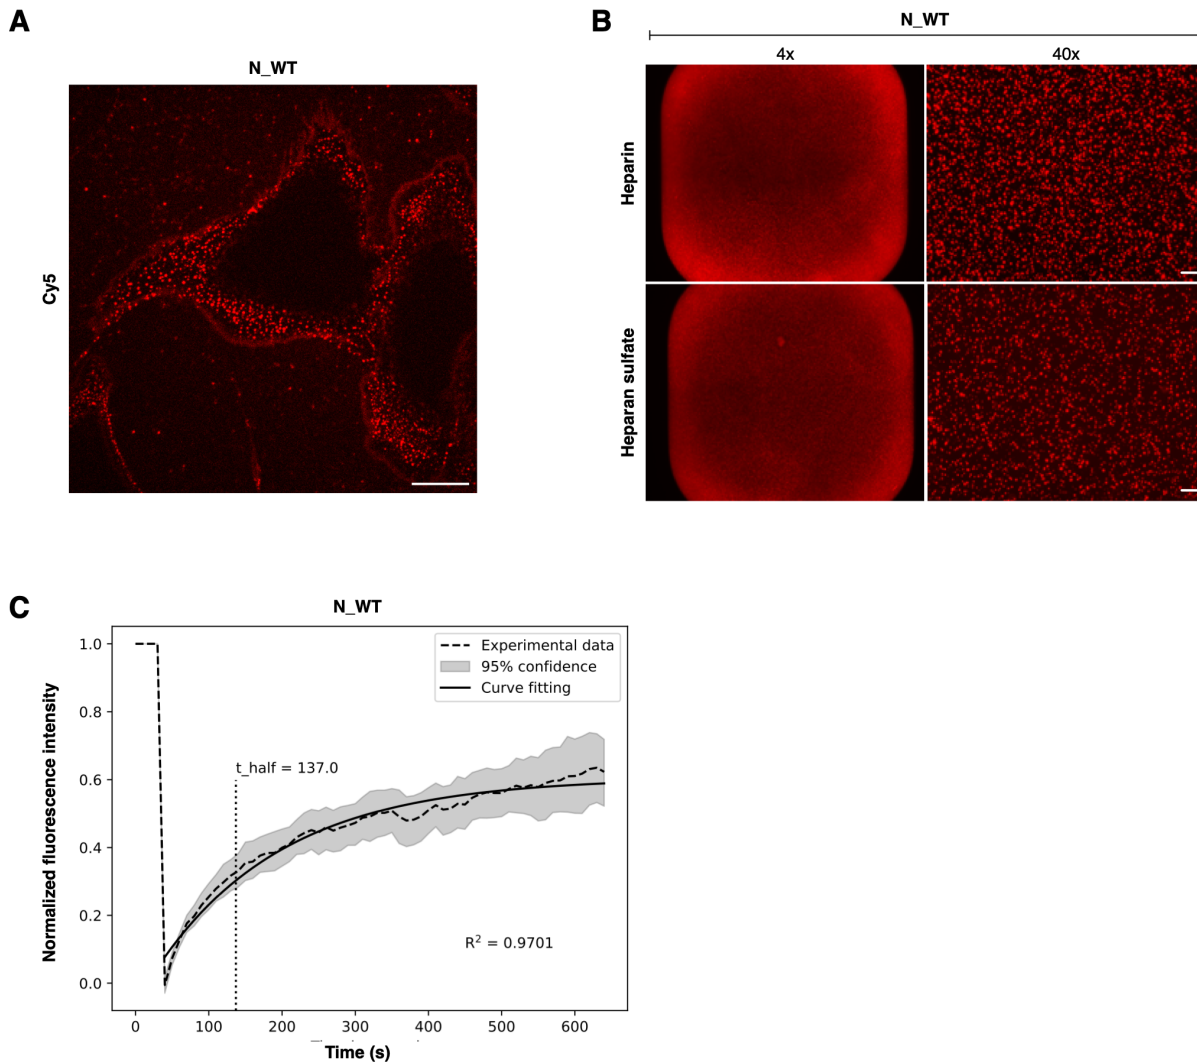 A
N_WT
Cy5
B
N_WT
4x
40x
Heparin
Heparan sulfate
C
N_WT
Normalized fluorescence intensity
1.0
0.8
0.6
0.4
0.2
0.0
Experimental data
95% confidence
Curve fitting
t_half = 137.0
R² = 0.9701
0 100 200 300 400 500 600
Time (s)